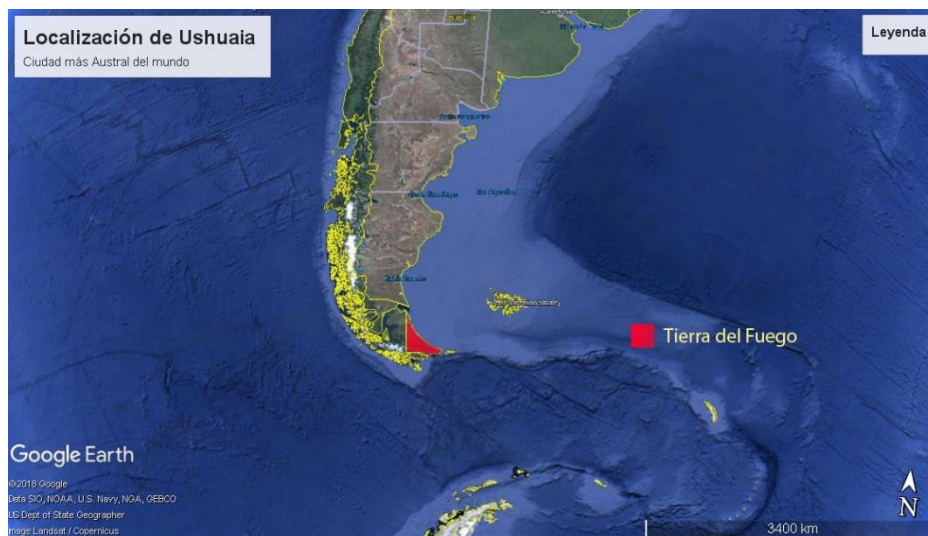 Localización de Ushuaia
Ciudad más Austral del mundo
Leyenda
Tierra del Fuego
Google Earth
©2018 Google
Data SIO, NOAA, U.S. Navy, NGA, GEBCO
US Dept of State Geographer
Image Landsat / Copernicus
N
3400 km